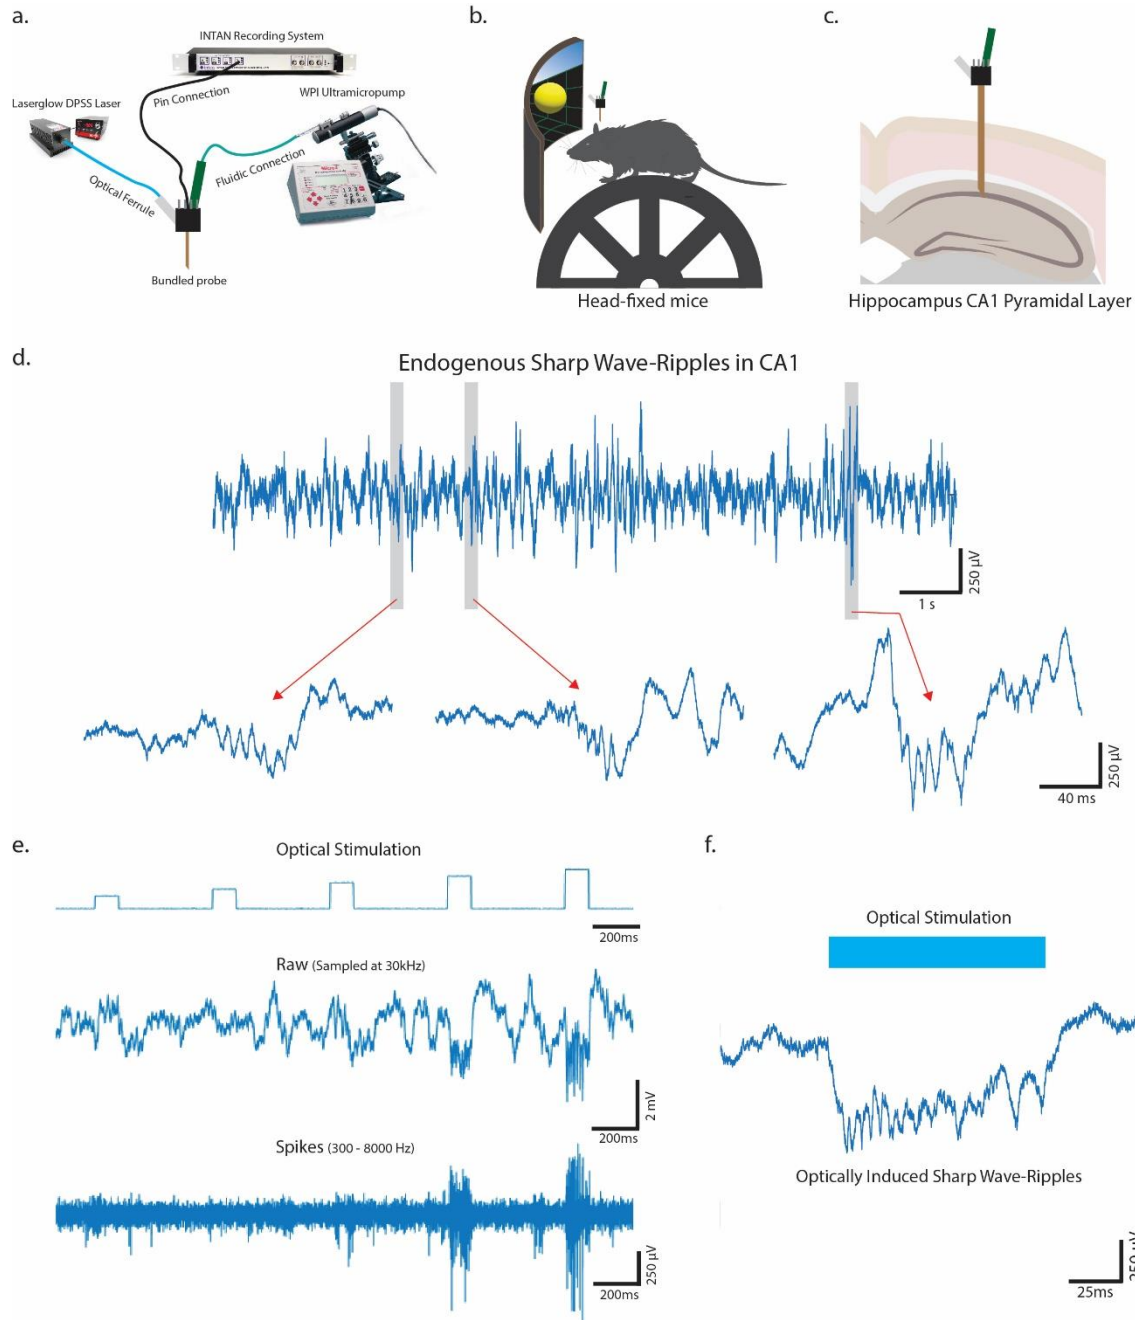 a.
INTAN Recording System
Pin Connection
Laserglow DPSS Laser
WPI Ultramicropump
Optical Ferrule
Fluidic Connection
Bundled probe
b.
Head-fixed mice
c.
Hippocampus CA1 Pyramidal Layer
d.
Endogenous Sharp Wave-Ripples in CA1
250 µV
1 s
250 µV
40 ms
e.
Optical Stimulation
200ms
Raw (Sampled at 30kHz)
2 mV
200ms
Spikes (300 - 8000 Hz)
250 µV
200ms
f.
Optical Stimulation
Optically Induced Sharp Wave-Ripples
250 µV
25ms